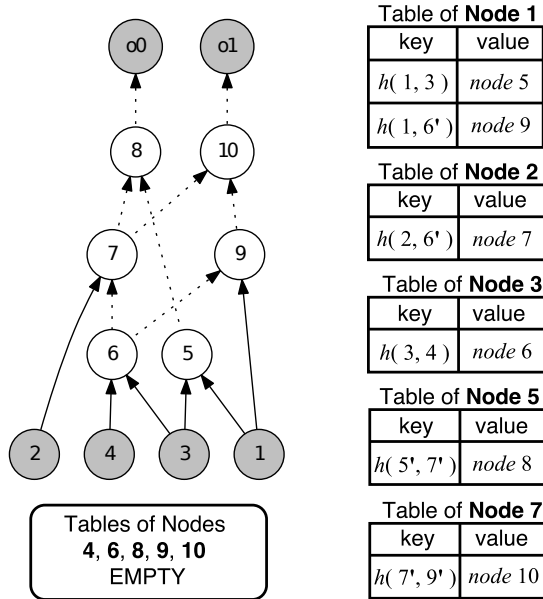 o0
o1
8
10
7
9
6
5
2
4
3
1
Tables of Nodes
4, 6, 8, 9, 10
EMPTY
Table of Node 1
key value
h( 1, 3 ) node 5
h( 1, 6' ) node 9
Table of Node 2
key value
h( 2, 6' ) node 7
Table of Node 3
key value
h( 3, 4 ) node 6
Table of Node 5
key value
h( 5', 7' ) node 8
Table of Node 7
key value
h( 7', 9' ) node 10